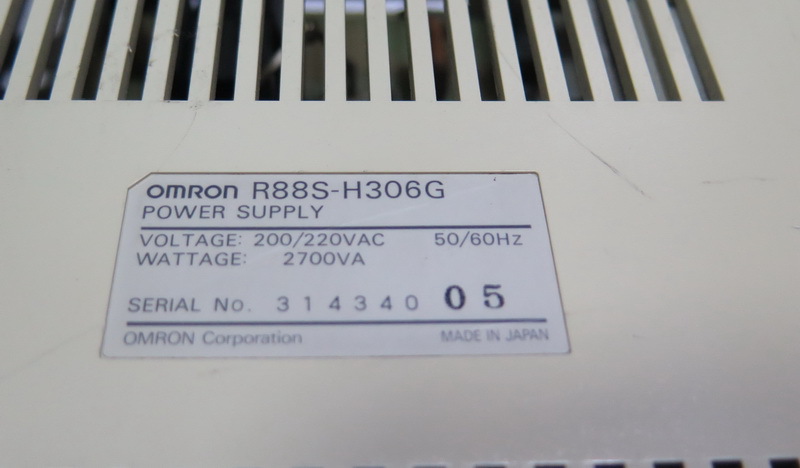 OMRON R88S-H306G
POWER SUPPLY
VOLTAGE: 200/220VAC 50/60Hz
WATTAGE: 2700VA
SERIAL No. 314340 05
OMRON Corporation MADE IN JAPAN